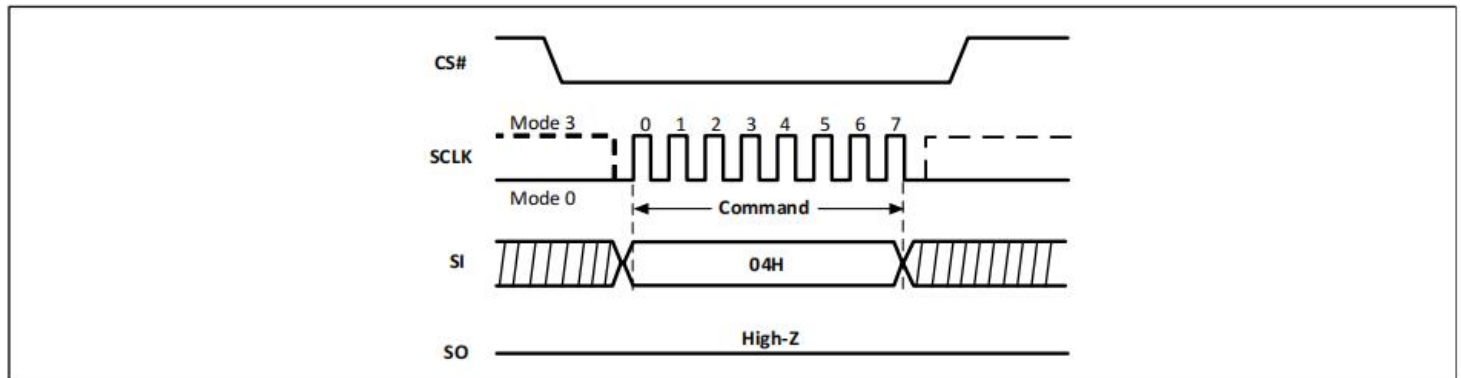 CS#
Mode 3 0 1 2 3 4 5 6 7
SCLK
Mode 0
Command
SI 04H
High-Z
SO